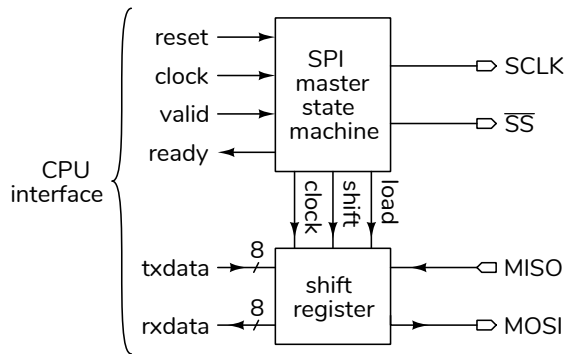 reset
clock
valid
ready
CPU
interface
SPI
master
state
machine
SCLK
SS
clock
shift
load
txdata
8
rxdata
8
shift
register
MISO
MOSI